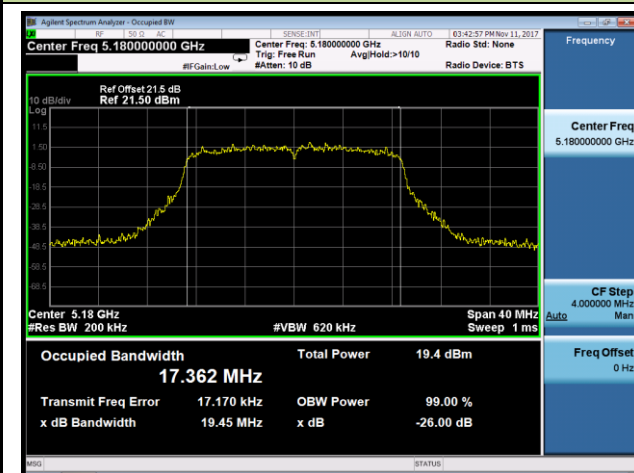 Agilent Spectrum Analyzer - Occupied BW
RF 50 Ω AC SENSE:INT ALIGN AUTO 03:42:57 PM Nov 11, 2017
Center Freq 5.180000000 GHz Center Freq: 5.180000000 GHz Radio Std: None Frequency
Trig: Free Run Avg|Hold:>10/10
#IFGain:Low #Atten: 10 dB Radio Device: BTS
Ref Offset 21.5 dB
10 dB/div Ref 21.50 dBm
Log
11.5
1.50
-8.50
-18.5
-28.5
-38.5
-48.5
-58.5
-68.5
Center Freq
5.180000000 GHz
Center 5.18 GHz Span 40 MHz
#Res BW 200 kHz #VBW 620 kHz Sweep 1 ms
CF Step
4.000000 MHz
Auto Man
Occupied Bandwidth Total Power 19.4 dBm
17.362 MHz
Freq Offset
0 Hz
Transmit Freq Error 17.170 kHz OBW Power 99.00 %
x dB Bandwidth 19.45 MHz x dB -26.00 dB
MSG STATUS